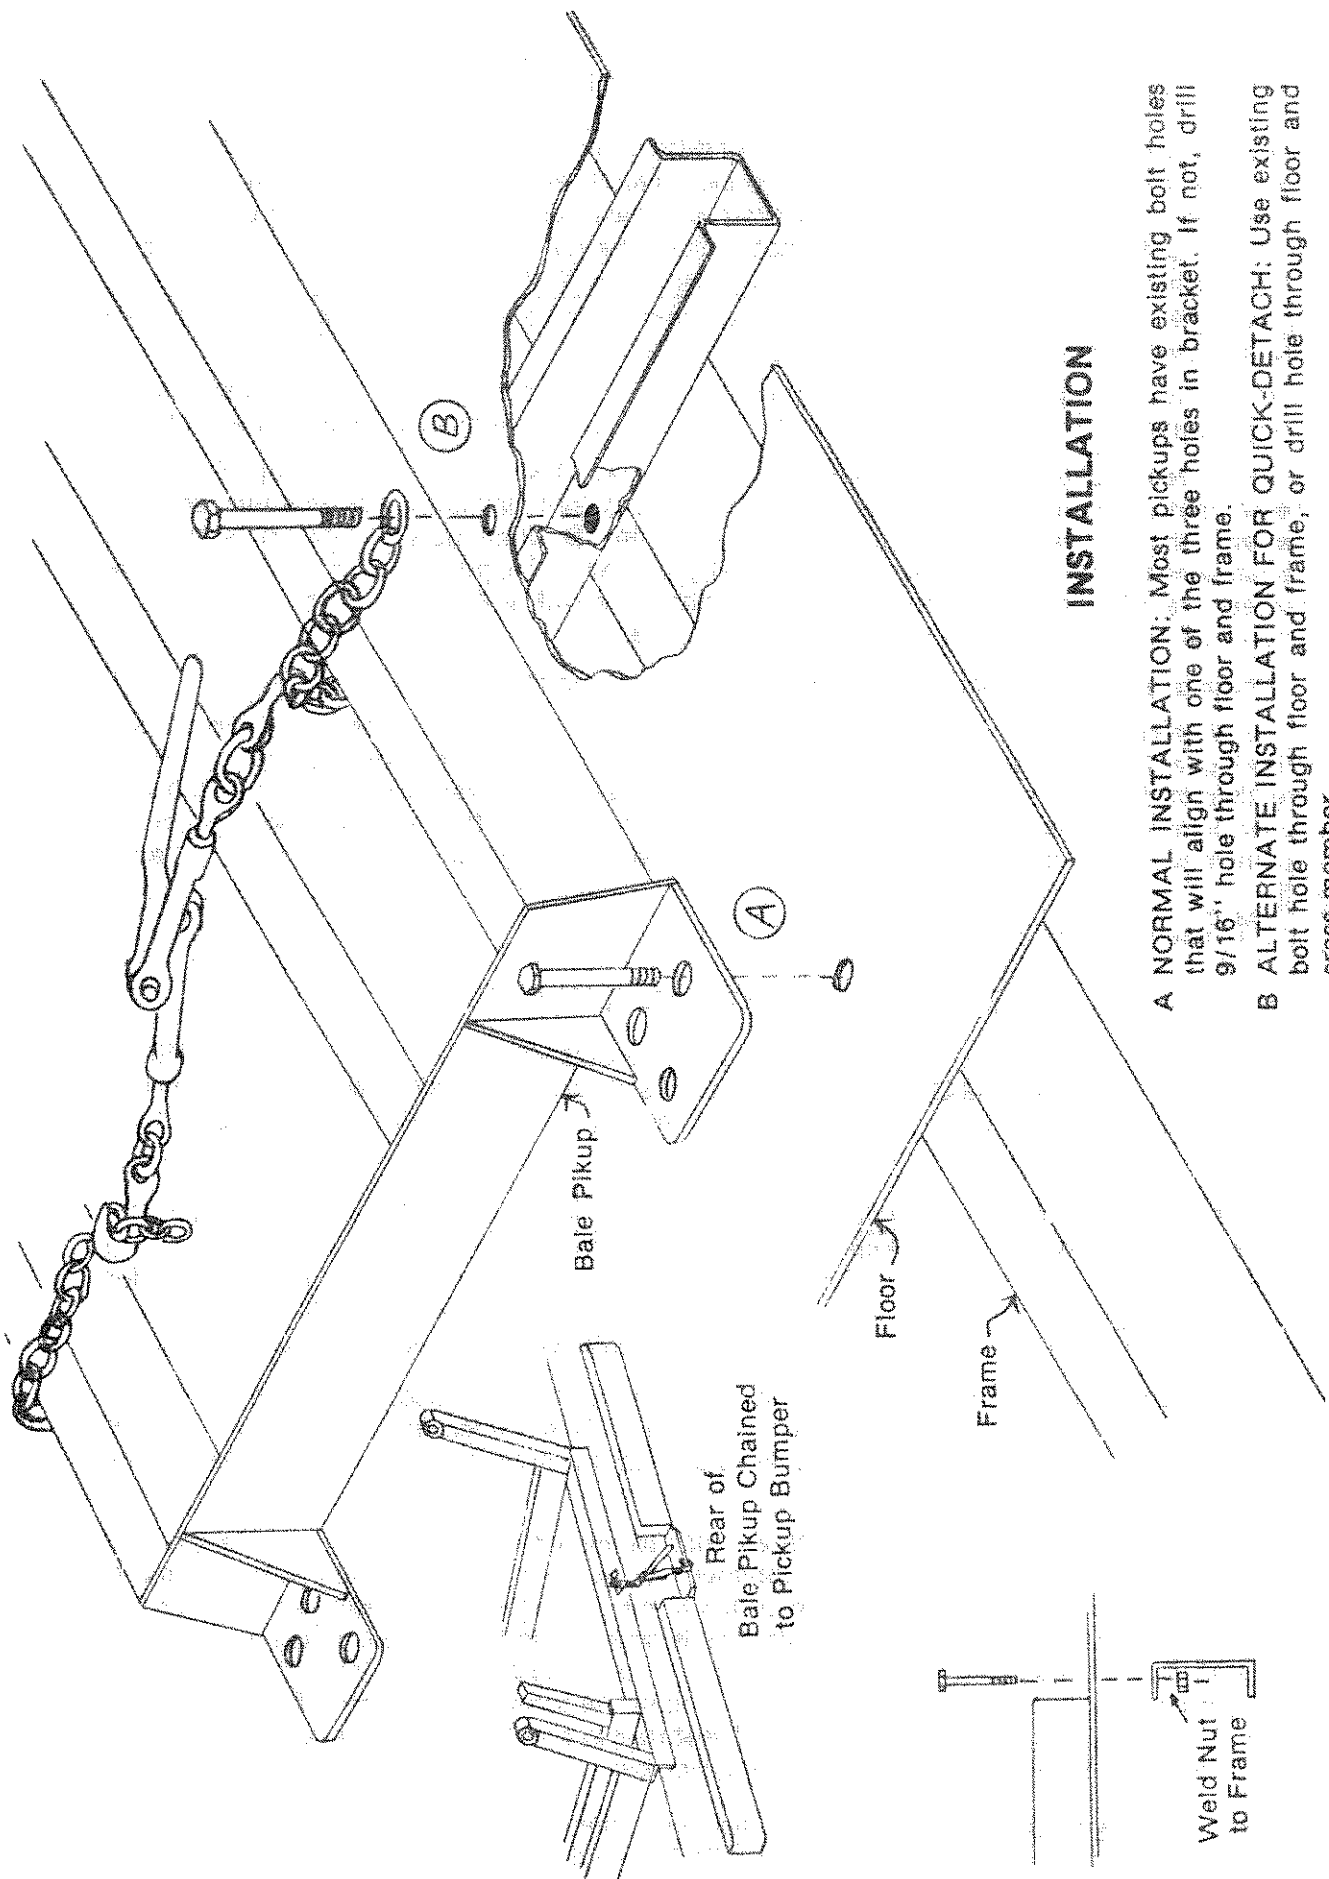 B
A
Bale Pikup
Floor
Frame
Rear of
Bale Pikup Chained
to Pickup Bumper
Weld Nut
to Frame
INSTALLATION
A NORMAL INSTALLATION: Most pickups have existing bolt holes
that will align with one of the three holes in bracket. If not, drill
9/16" hole through floor and frame.
B ALTERNATE INSTALLATION FOR QUICK-DETACH: Use existing
bolt hole through floor and frame, or drill hole through floor and
cross member